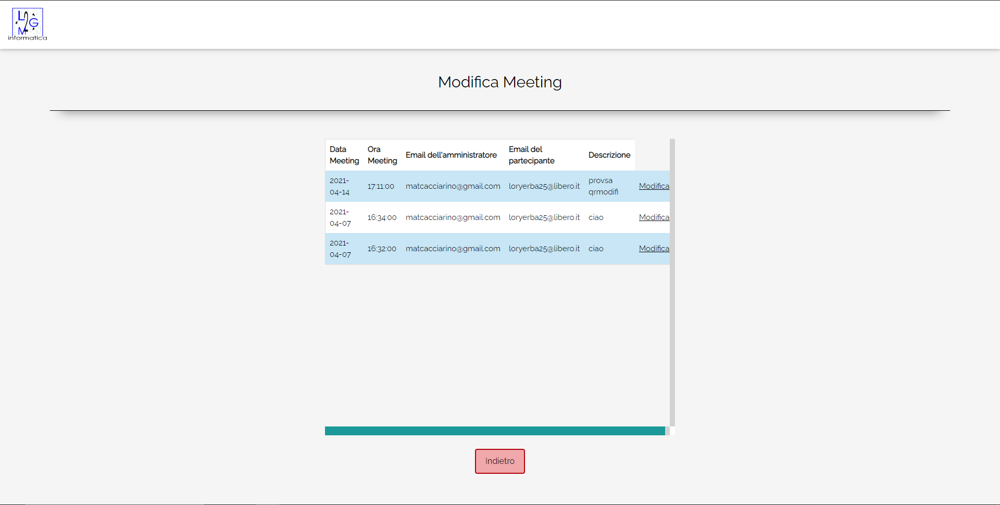 L G
M
informatica
Modifica Meeting
Data Meeting
Ora Meeting
Email dell'amministratore
Email del partecipante
Descrizione
2021-04-14
17:11:00
matcacciarino@gmail.com
loryerba25@libero.it
provsa qrmodifi
Modifica
2021-04-07
16:34:00
matcacciarino@gmail.com
loryerba25@libero.it
ciao
Modifica
2021-04-07
16:32:00
matcacciarino@gmail.com
loryerba25@libero.it
ciao
Modifica
Indietro